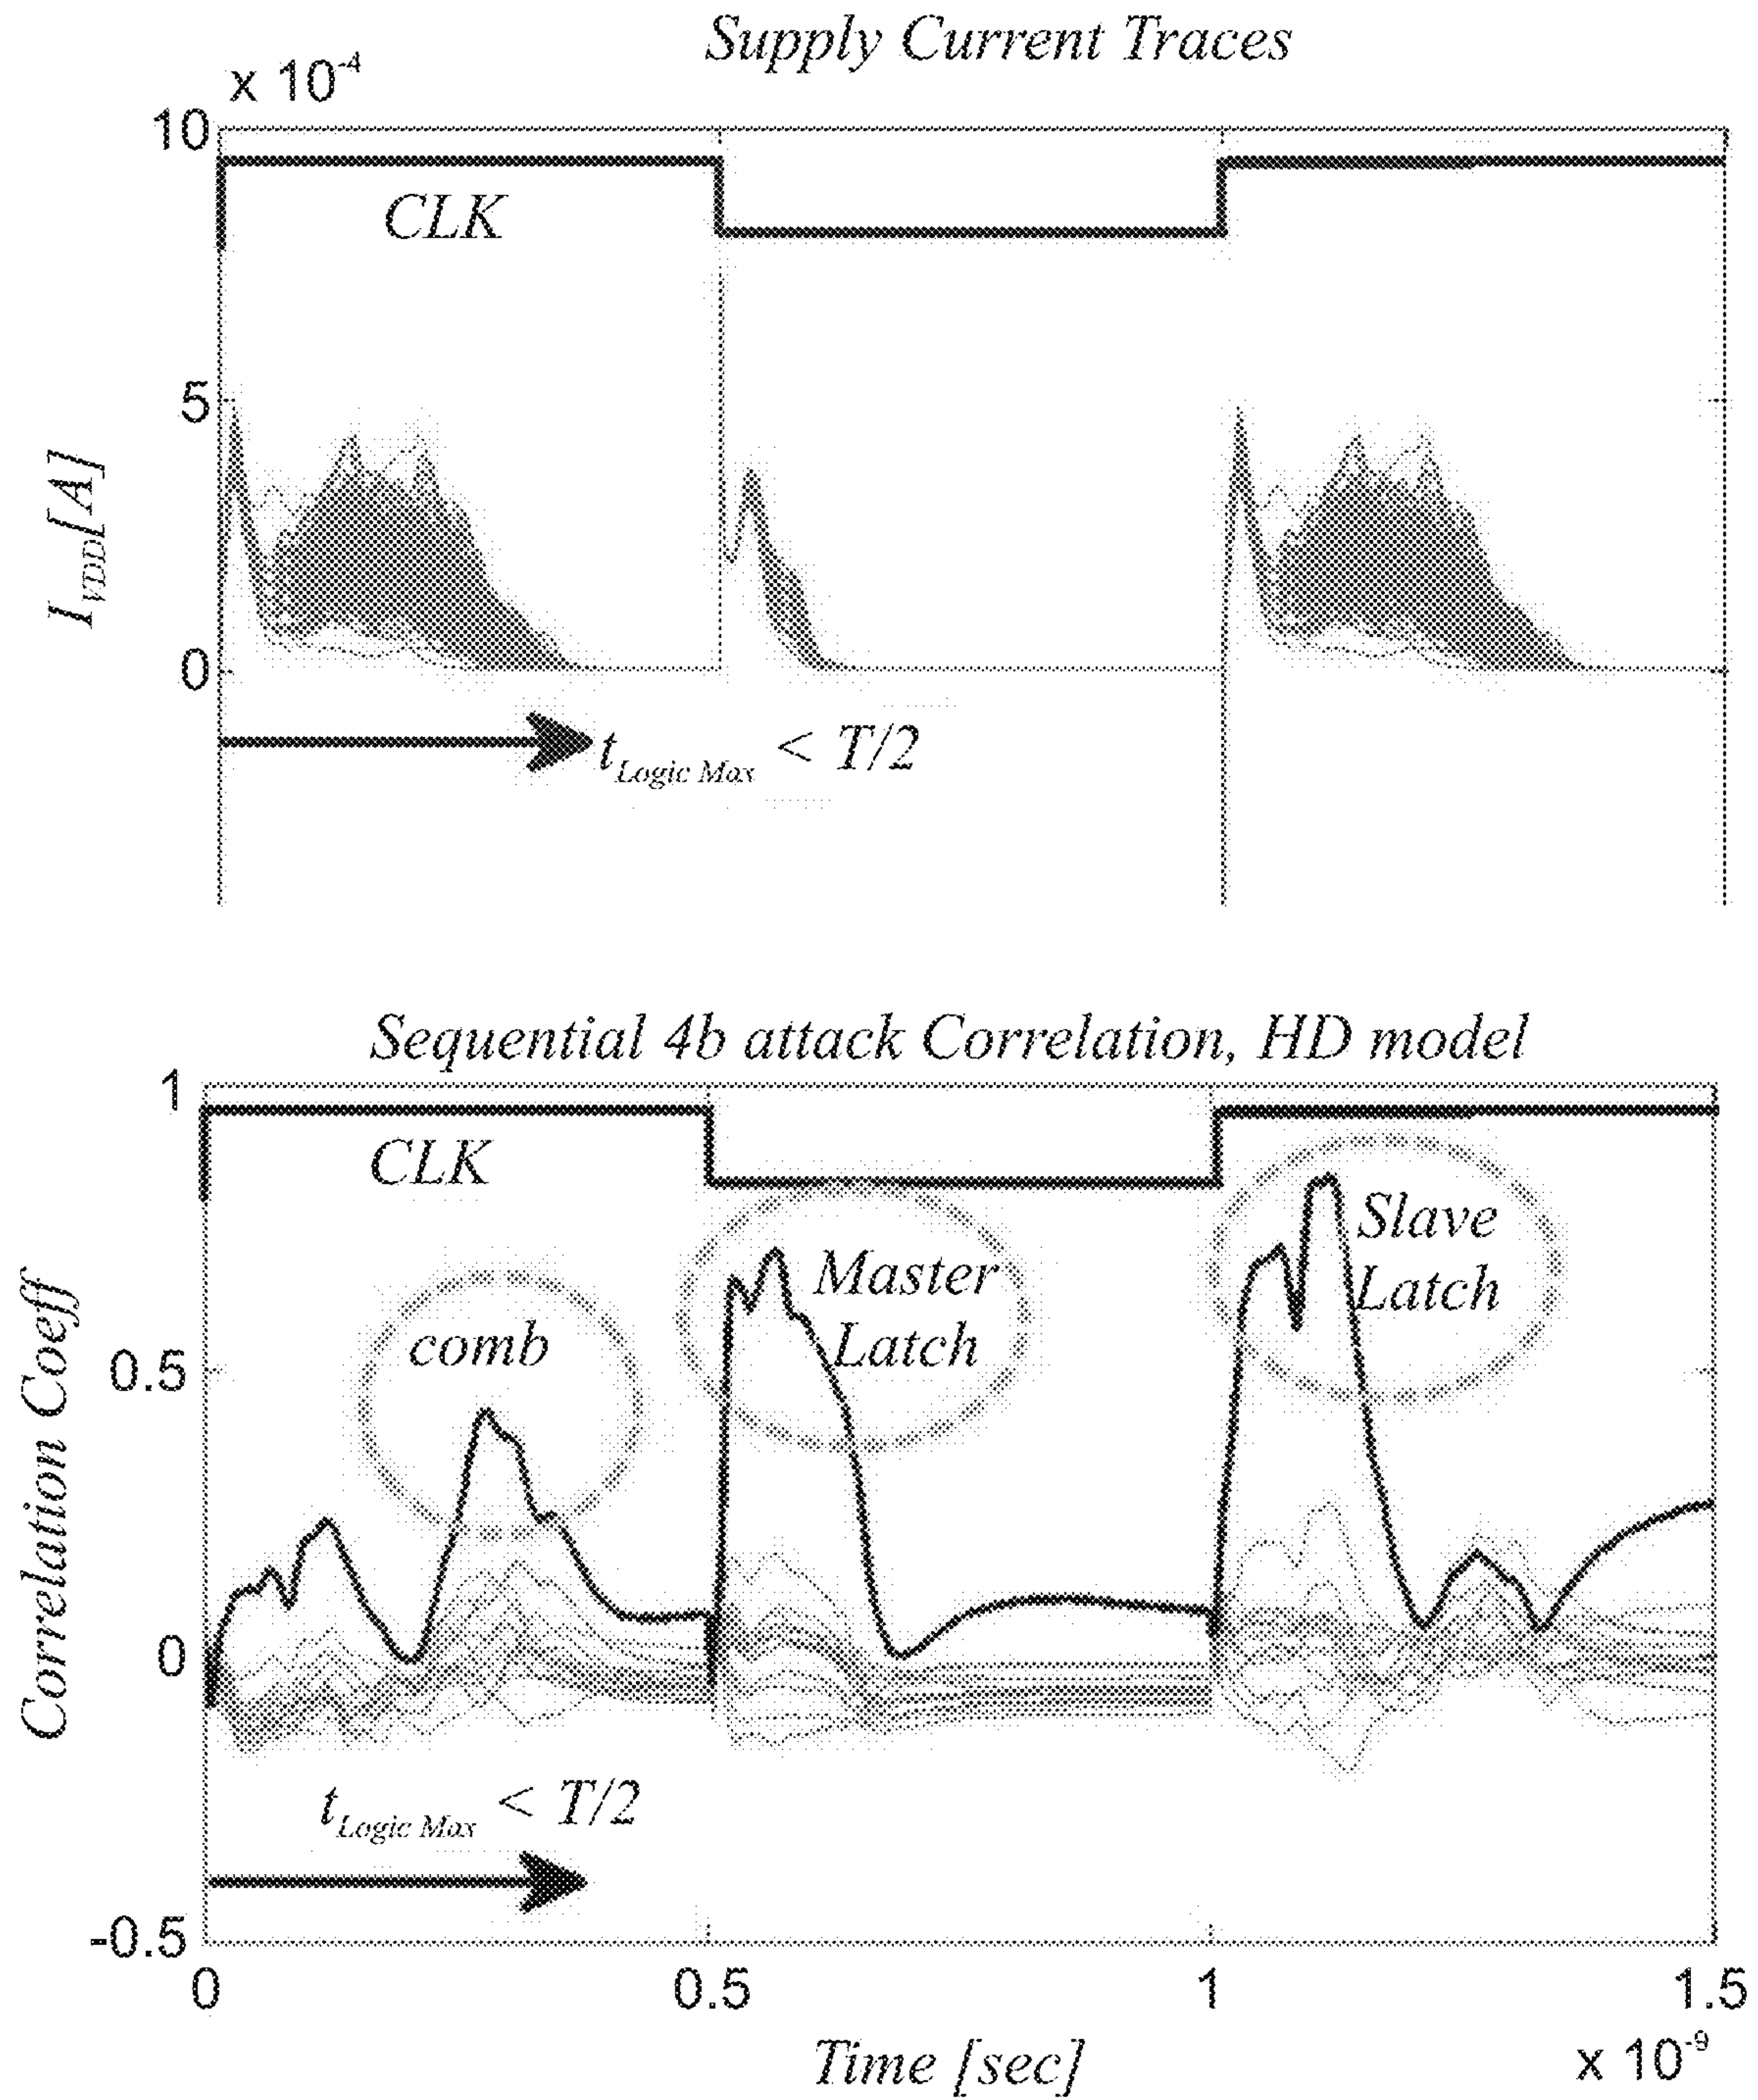 Supply Current Traces
x 10⁻⁴
10
CLK
5
I_VDD[A]
0
t_Logic Max < T/2
Sequential 4b attack Correlation, HD model
1
CLK
Slave
Latch
Master
Latch
comb
0.5
Correlation Coeff
0
t_Logic Max < T/2
-0.5
0 0.5 1 1.5
Time [sec]
x 10⁻⁹